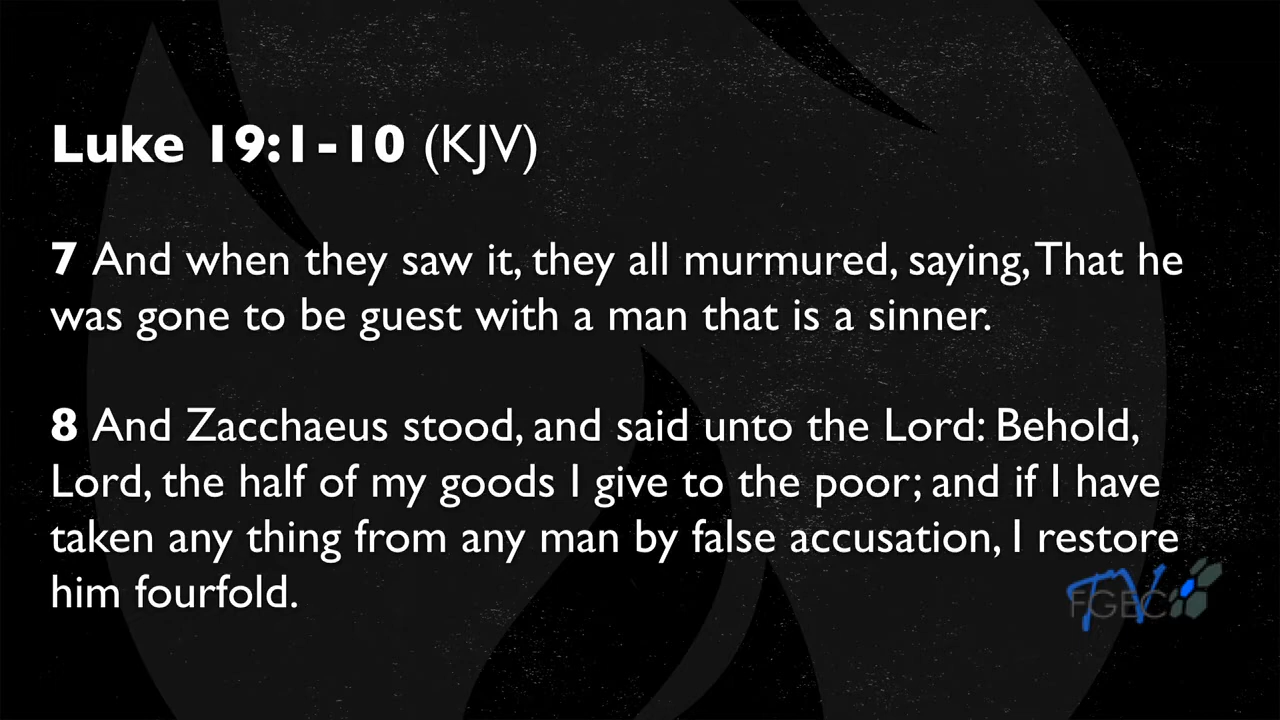 Luke 19:1-10 (KJV)
7 And when they saw it, they all murmured, saying, That he
was gone to be guest with a man that is a sinner.
8 And Zacchaeus stood, and said unto the Lord: Behold,
Lord, the half of my goods I give to the poor; and if I have
taken any thing from any man by false accusation, I restore
him fourfold.
FGEC
TV